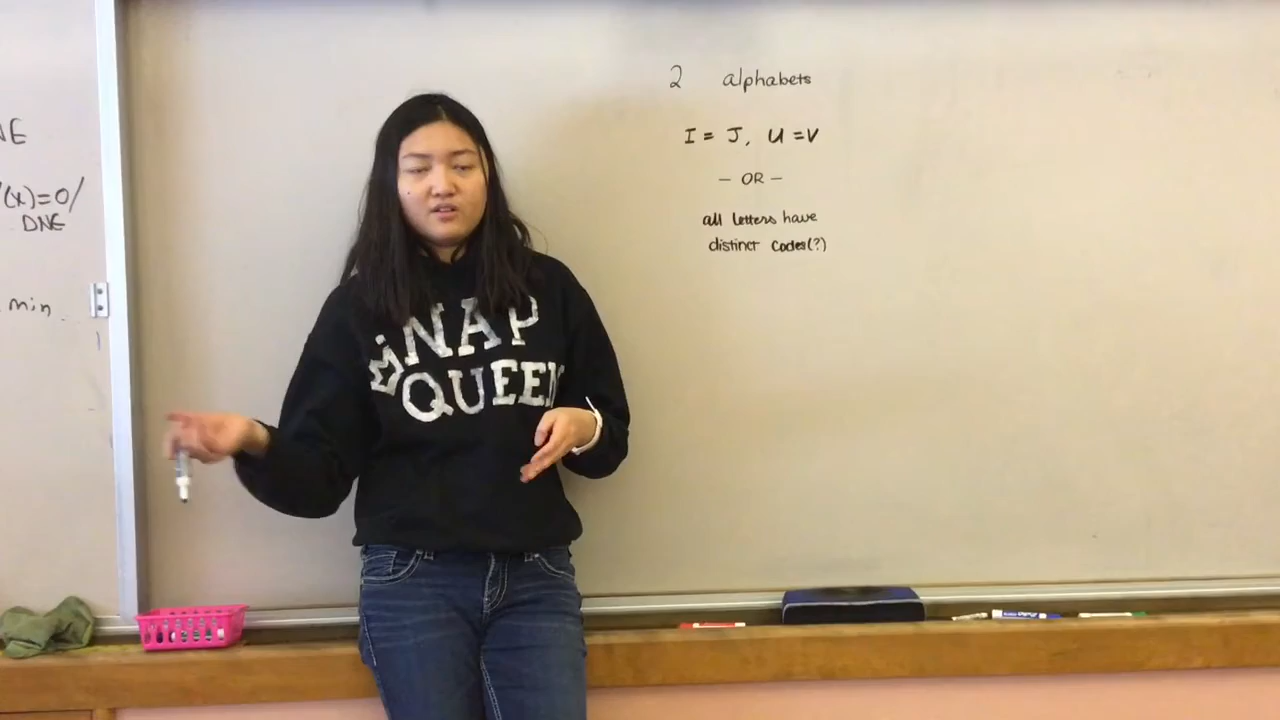 NE
'(x)=0/
DNE
min
2 alphabets
I = J, U = V
- OR -
all letters have
distinct codes(?)
NAP
QUEEN